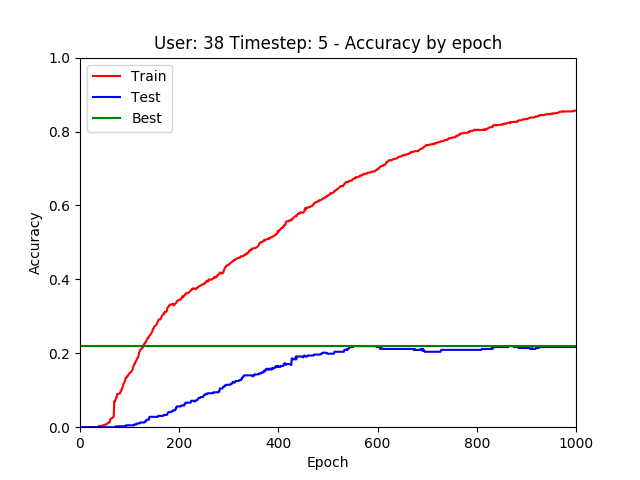 User: 38 Timestep: 5 - Accuracy by epoch
Train
Test
Best
Accuracy
1.0
0.8
0.6
0.4
0.2
0.0
0 200 400 600 800 1000
Epoch